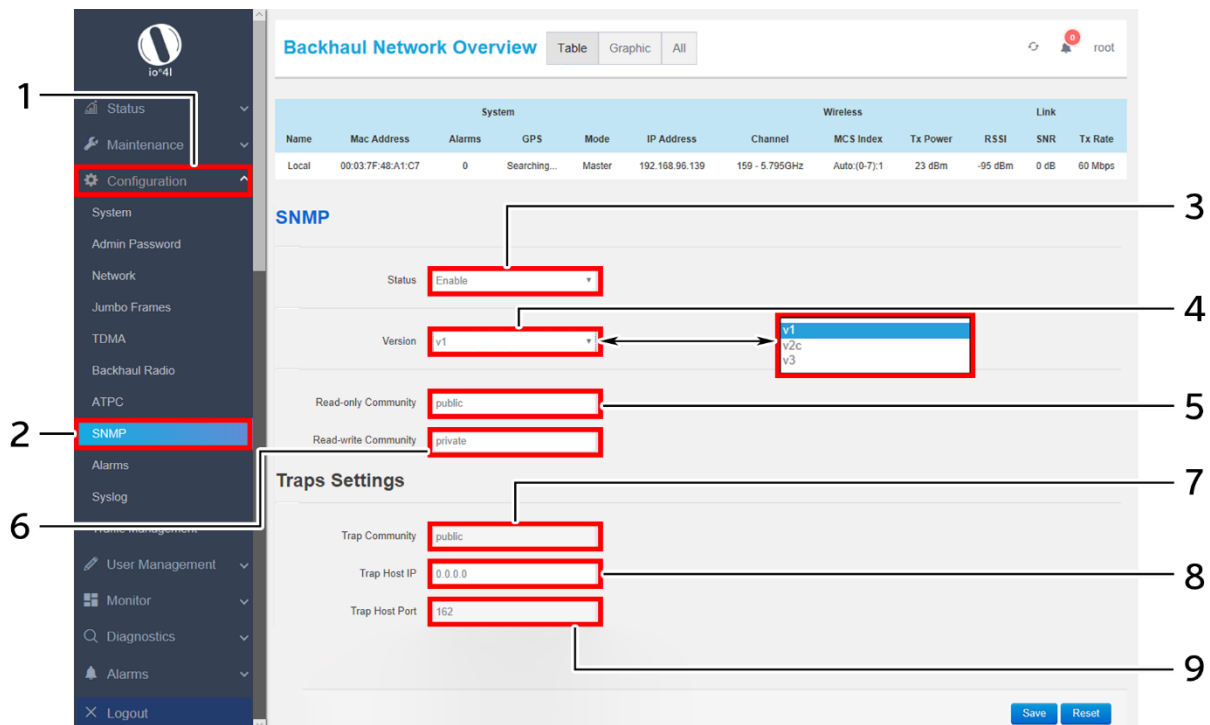 io°4l
Status
Maintenance
Configuration
System
Admin Password
Network
Jumbo Frames
TDMA
Backhaul Radio
ATPC
SNMP
Alarms
Syslog
Traffic Management
User Management
Monitor
Diagnostics
Alarms
Logout
Backhaul Network Overview Table Graphic All 0 root
System Wireless Link
Name Mac Address Alarms GPS Mode IP Address Channel MCS Index Tx Power RSSI SNR Tx Rate
Local 00:03:7F:48:A1:C7 0 Searching... Master 192.168.96.139 159 - 5.795GHz Auto:(0-7):1 23 dBm -95 dBm 0 dB 60 Mbps
SNMP
Status Enable
Version v1
v1
v2c
v3
Read-only Community public
Read-write Community private
Traps Settings
Trap Community public
Trap Host IP 0.0.0.0
Trap Host Port 162
Save Reset
1
2
3
4
5
6
7
8
9